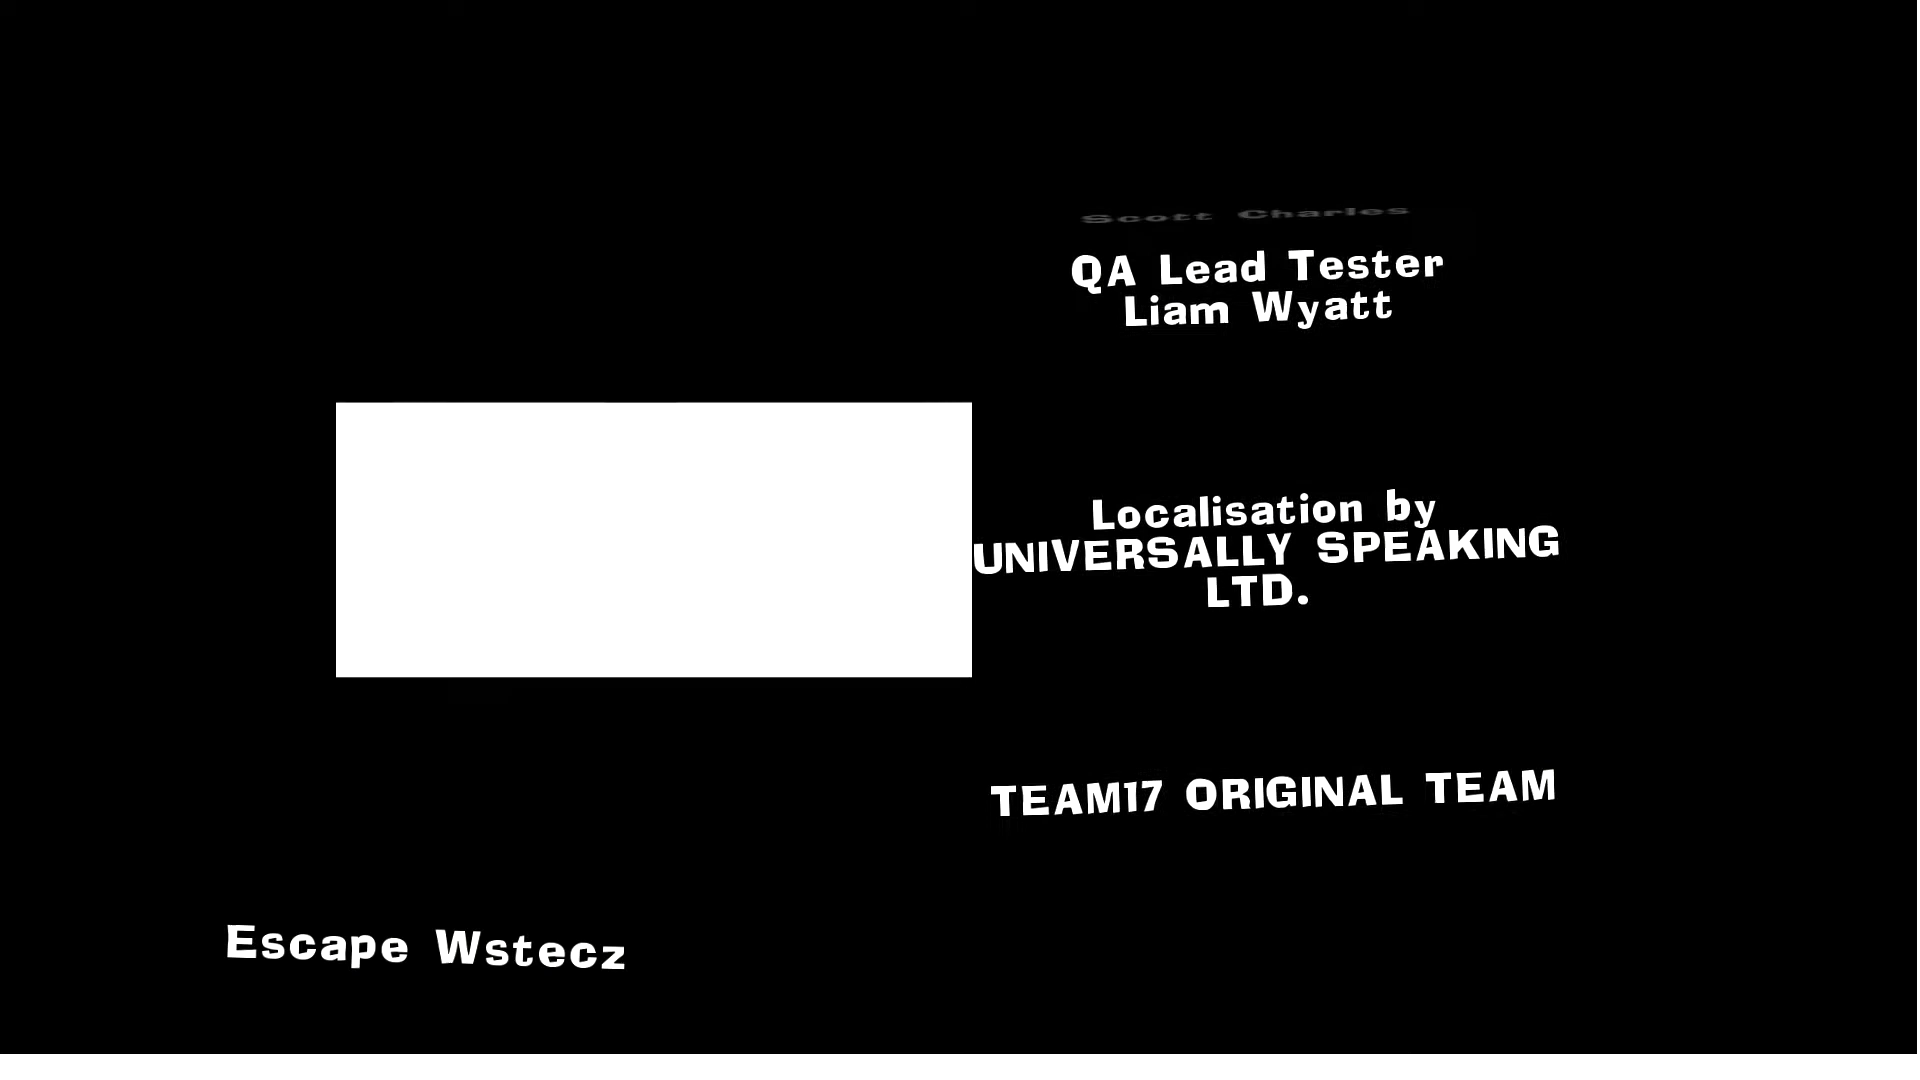 Scott Charles
QA Lead Tester
Liam Wyatt
Localisation by
UNIVERSALLY SPEAKING
LTD.
TEAM17 ORIGINAL TEAM
Escape Wstecz